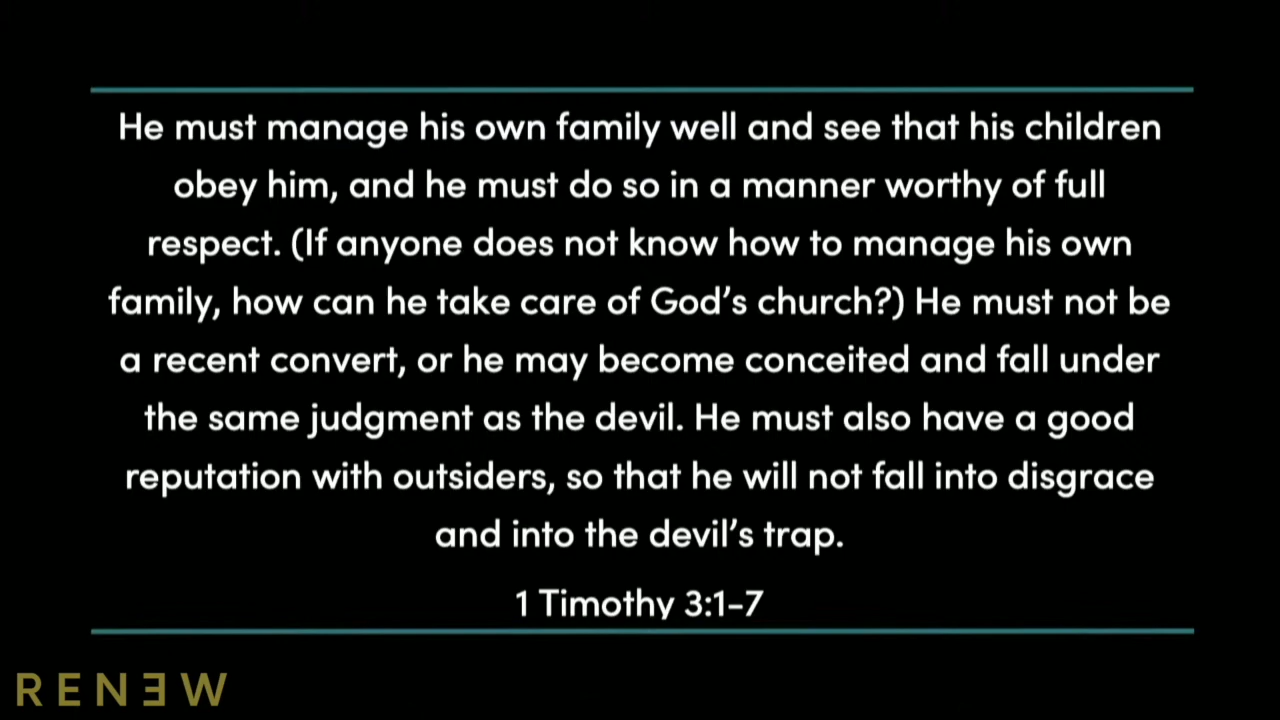 He must manage his own family well and see that his children
obey him, and he must do so in a manner worthy of full
respect. (If anyone does not know how to manage his own
family, how can he take care of God’s church?) He must not be
a recent convert, or he may become conceited and fall under
the same judgment as the devil. He must also have a good
reputation with outsiders, so that he will not fall into disgrace
and into the devil’s trap.
1 Timothy 3:1-7
RENEW